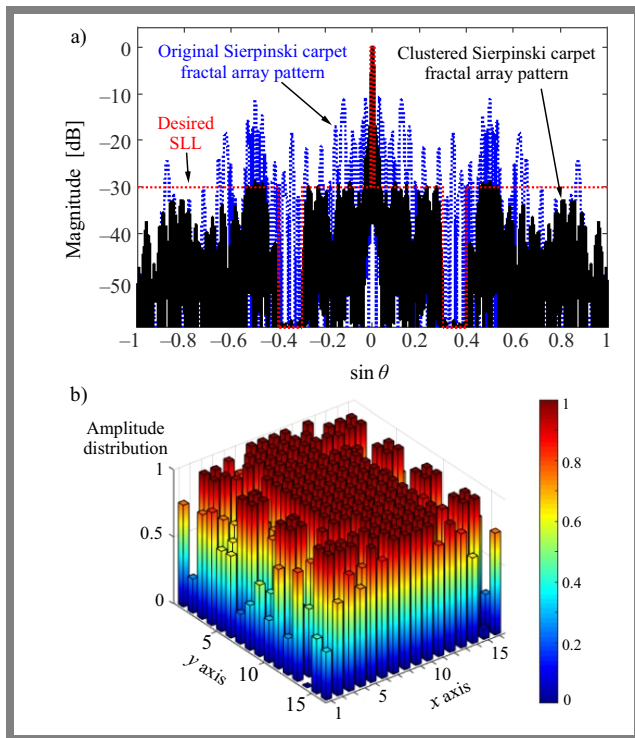 a)
Original Sierpinski carpet
fractal array pattern
Clustered Sierpinski carpet
fractal array pattern
Desired
SLL
Magnitude [dB]
0
–10
–20
–30
–40
–50
–1
–0.8
–0.6
–0.4
-0.2
0
0.2
0.4
0.6
0.8
1
sin θ
b)
Amplitude
distribution
1
0.5
0
5
10
15
y axis
1
5
10
15
x axis
1
0.8
0.6
0.4
0.2
0